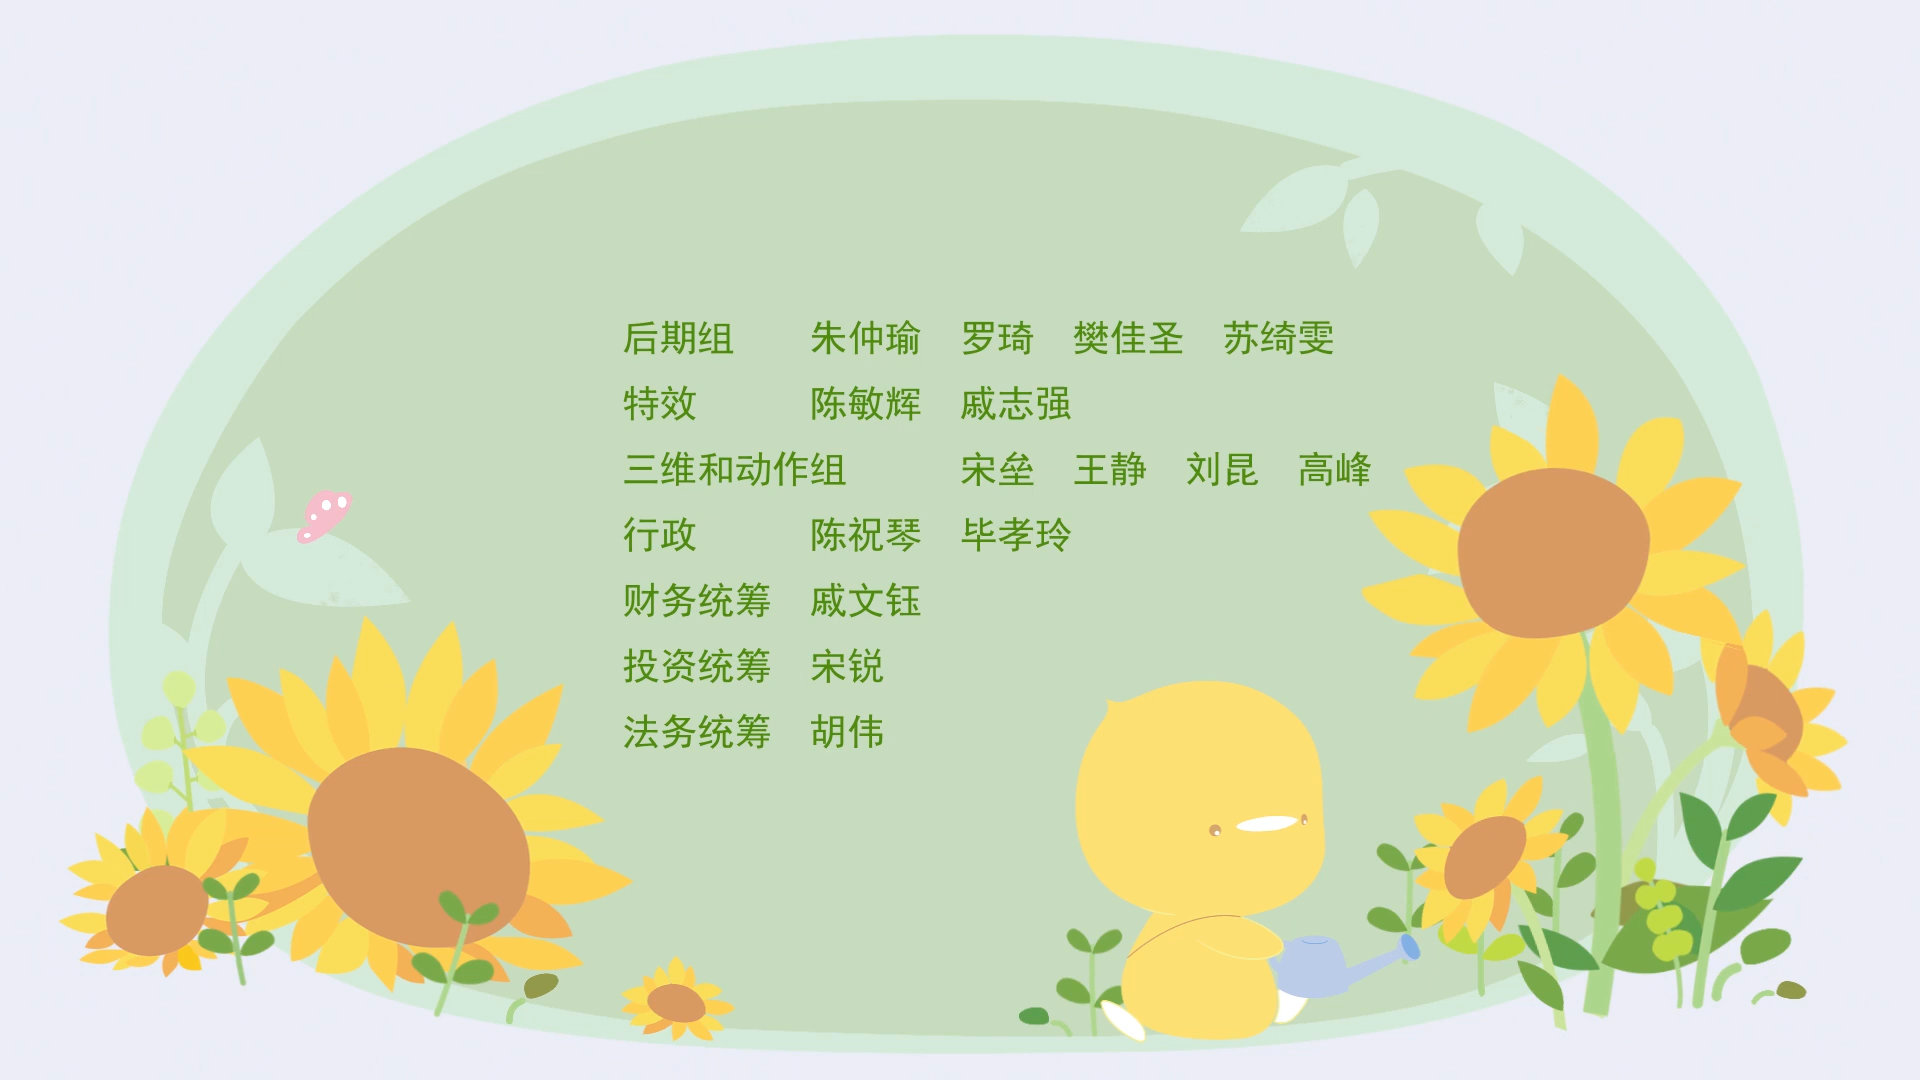 后期组 朱仲瑜 罗琦 樊佳圣 苏绮雯
特效 陈敏辉 戚志强
三维和动作组 宋垒 王静 刘昆 高峰
行政 陈祝琴 毕孝玲
财务统筹 戚文钰
投资统筹 宋锐
法务统筹 胡伟